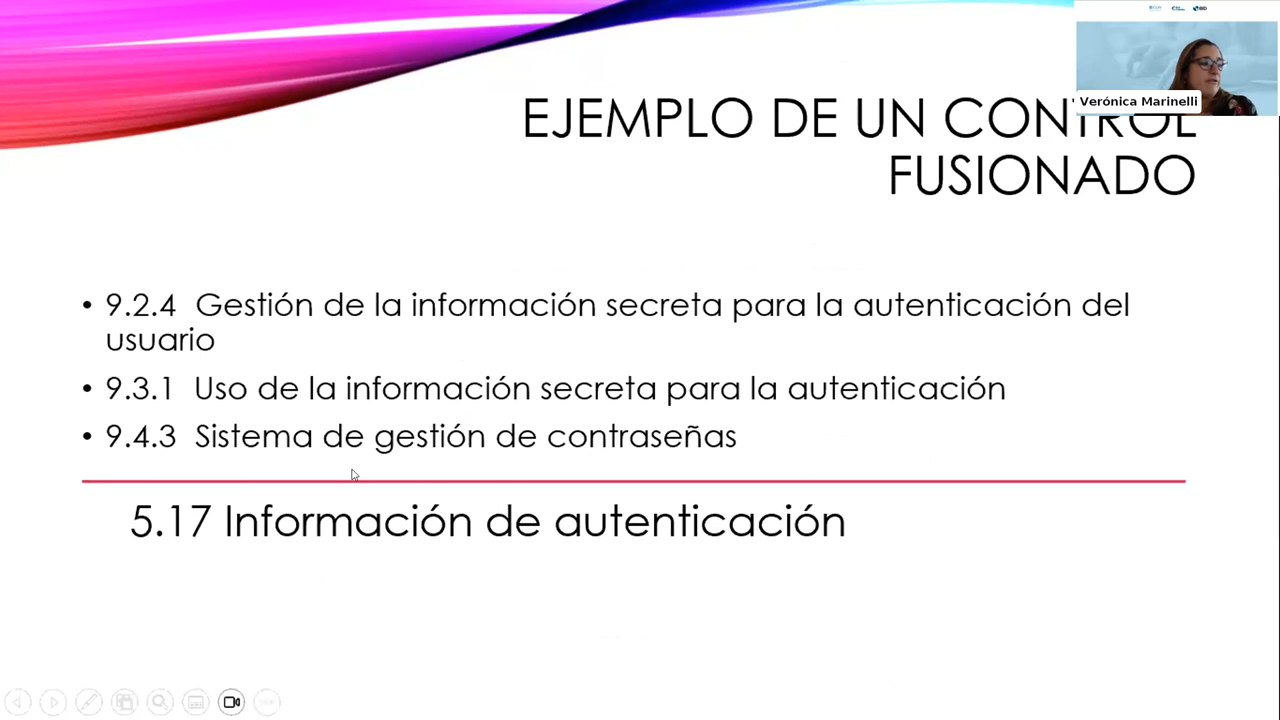 Verónica Marinelli
EJEMPLO DE UN CONTROL
FUSIONADO
• 9.2.4 Gestión de la información secreta para la autenticación del
usuario
• 9.3.1 Uso de la información secreta para la autenticación
• 9.4.3 Sistema de gestión de contraseñas
5.17 Información de autenticación